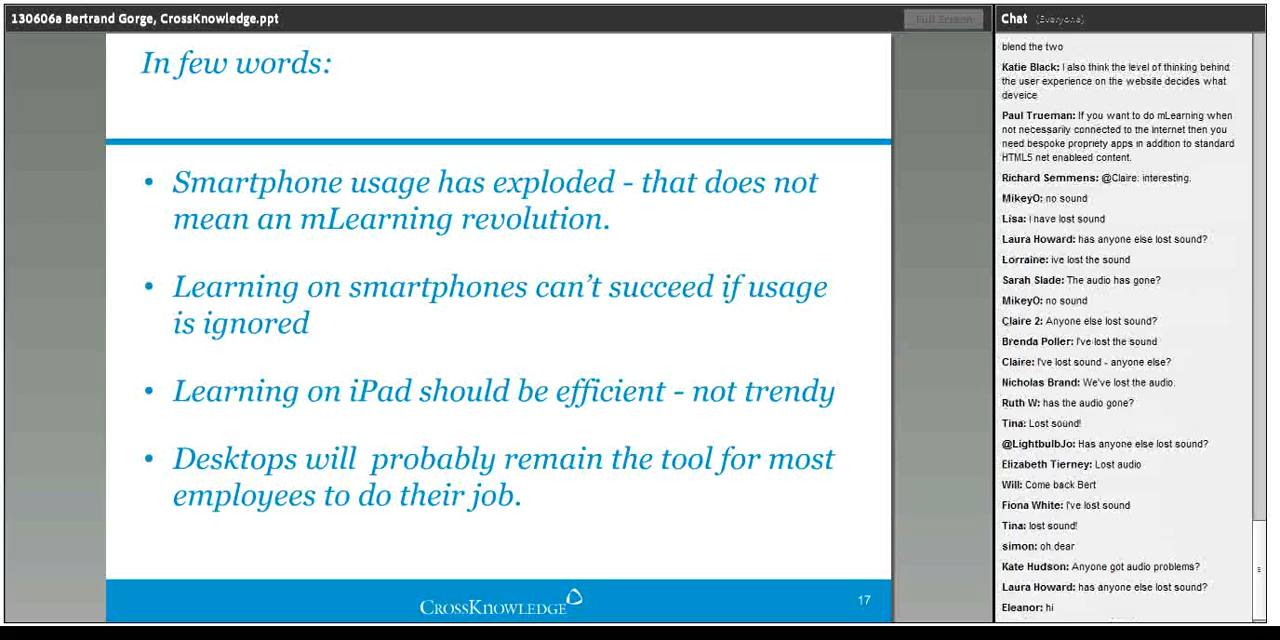 130606a Bertrand Gorge, CrossKnowledge.ppt
Full Screen
In few words:
• Smartphone usage has exploded - that does not
mean an mLearning revolution.
• Learning on smartphones can't succeed if usage
is ignored
• Learning on iPad should be efficient - not trendy
• Desktops will probably remain the tool for most
employees to do their job.
CROSSKNOWLEDGE
17
Chat (Everyone)
blend the two
Katie Black: I also think the level of thinking behind
the user experience on the website decides what
deveice
Paul Trueman: If you want to do mLearning when
not necessarily connected to the internet then you
need bespoke propriety apps in addition to standard
HTML5 net enableed content.
Richard Semmens: @Claire: interesting.
MikeyO: no sound
Lisa: I have lost sound
Laura Howard: has anyone else lost sound?
Lorraine: ive lost the sound
Sarah Slade: The audio has gone?
MikeyO: no sound
Claire 2: Anyone else lost sound?
Brenda Poller: I've lost the sound
Claire: I've lost sound - anyone else?
Nicholas Brand: We've lost the audio.
Ruth W: has the audio gone?
Tina: Lost sound!
@LightbulbJo: Has anyone else lost sound?
Elizabeth Tierney: Lost audio
Will: Come back Bert
Fiona White: I've lost sound
Tina: lost sound!
simon: oh dear
Kate Hudson: Anyone got audio problems?
Laura Howard: has anyone else lost sound?
Eleanor: hi